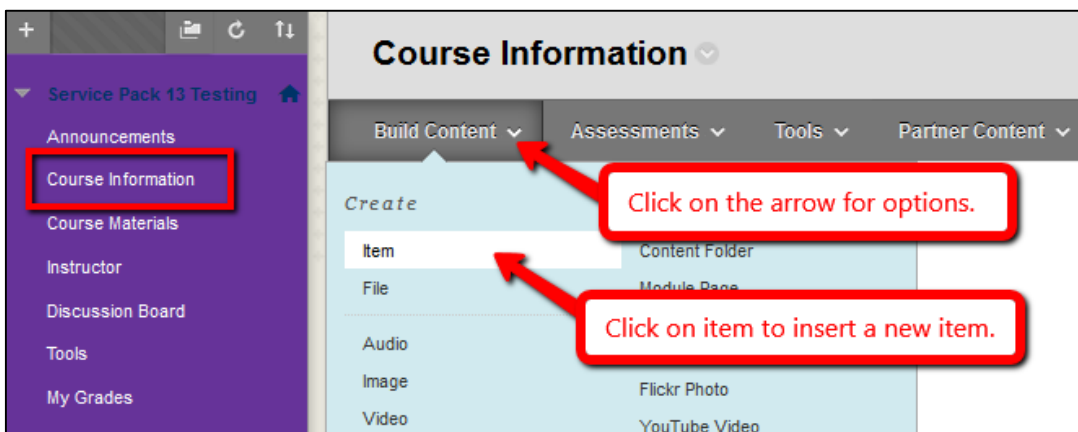 Service Pack 13 Testing
Announcements
Course Information
Course Materials
Instructor
Discussion Board
Tools
My Grades
Course Information
Build Content
Assessments
Tools
Partner Content
Create
Item
File
Audio
Image
Video
Content Folder
Module Page
Flickr Photo
YouTube Video
Click on the arrow for options.
Click on item to insert a new item.